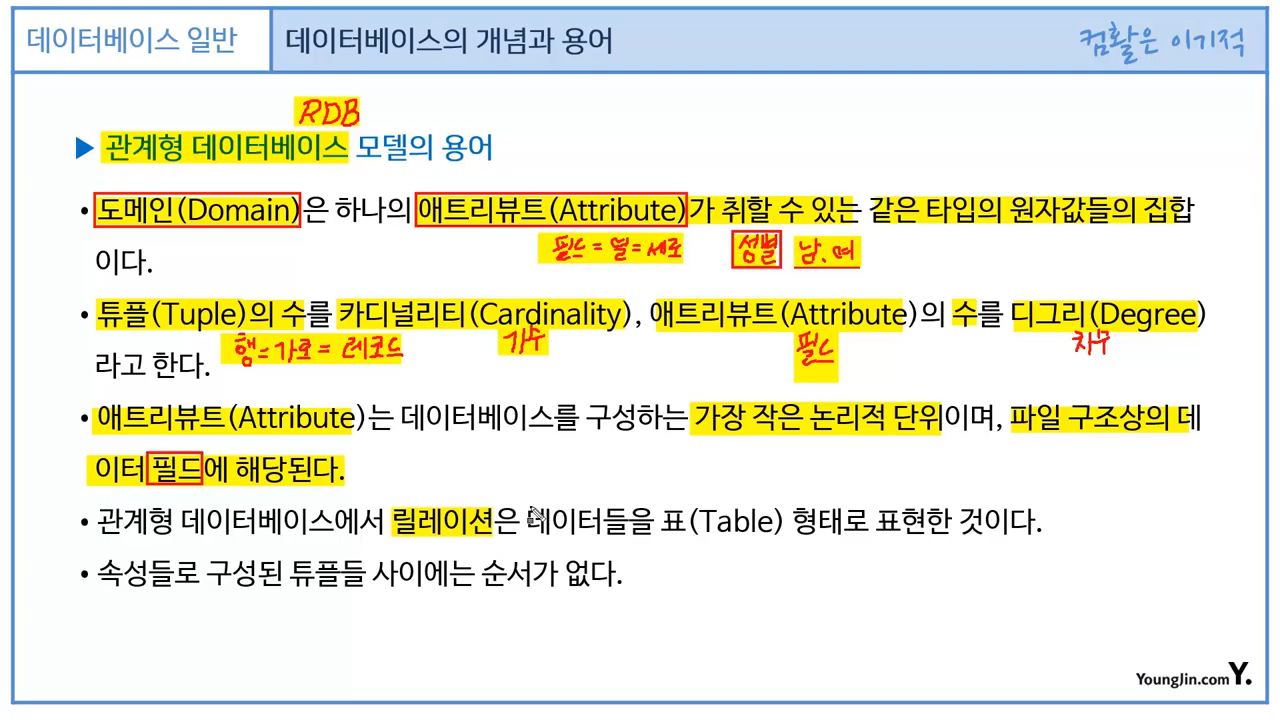 데이터베이스 일반
데이터베이스의 개념과 용어
컴활은 이기적
RDB
▶ 관계형 데이터베이스 모델의 용어
• 도메인(Domain)은 하나의 애트리뷰트(Attribute)가 취할 수 있는 같은 타입의 원자값들의 집합
필드=열=세로 성별 남.여
이다.
• 튜플(Tuple)의 수를 카디널리티(Cardinality), 애트리뷰트(Attribute)의 수를 디그리(Degree)
행=가로=레코드 기수 필드 차수
라고 한다.
• 애트리뷰트(Attribute)는 데이터베이스를 구성하는 가장 작은 논리적 단위이며, 파일 구조상의 데
이터 필드에 해당된다.
• 관계형 데이터베이스에서 릴레이션은 데이터들을 표(Table) 형태로 표현한 것이다.
• 속성들로 구성된 튜플들 사이에는 순서가 없다.
YoungJin.com Y.